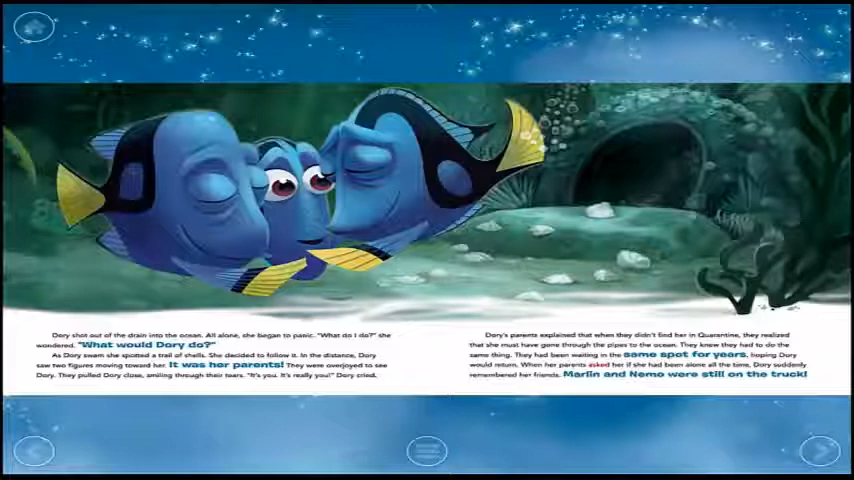 Dory shot out of the drain into the ocean. All alone, she began to panic. "What do I do?" she
wondered. "What would Dory do?"
As Dory swam she spotted a trail of shells. She decided to follow it. In the distance, Dory
saw two figures moving toward her. It was her parents! They were overjoyed to see
Dory. They pulled Dory close, smiling through their tears. "It's you. It's really you!" Dory cried.
Dory's parents explained that when they didn't find her in Quarantine, they realized
that she must have gone through the pipes to the ocean. They knew they had to do the
same thing. They had been waiting in the same spot for years, hoping Dory
would return. When her parents asked her if she had been alone all the time, Dory suddenly
remembered her friends. Marlin and Nemo were still on the truck!